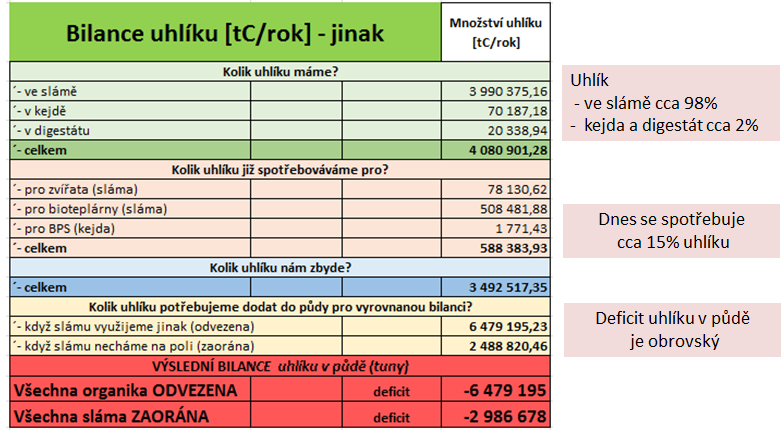 Bilance uhlíku [tC/rok] - jinak
Množství uhlíku
[tC/rok]
Kolik uhlíku máme?
´- ve slámě 3 990 375,16
´- v kejdě 70 187,18
´- v digestátu 20 338,94
´- celkem 4 080 901,28
Kolik uhlíku již spotřebováváme pro?
´- pro zvířata (sláma) 78 130,62
´- pro bioteplárny (sláma) 508 481,88
´- pro BPS (kejda) 1 771,43
´- celkem 588 383,93
Kolik uhlíku nám zbyde?
´- celkem 3 492 517,35
Kolik uhlíku potřebujeme dodat do půdy pro vyrovnanou bilanci?
´- když slámu využijeme jinak (odvezena) 6 479 195,23
´- když slámu necháme na poli (zaorána) 2 488 820,46
VÝSLEDNÍ BILANCE uhlíku v půdě (tuny)
Všechna organika ODVEZENA deficit -6 479 195
Všechna sláma ZAORÁNA deficit -2 986 678
Uhlík
- ve slámě cca 98%
- kejda a digestát cca 2%
Dnes se spotřebuje
cca 15% uhlíku
Deficit uhlíku v půdě
je obrovský